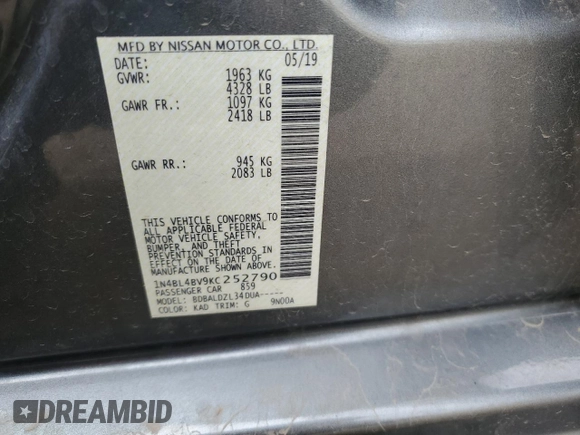 MFD BY NISSAN MOTOR CO., LTD.
DATE: 05/19
GVWR: 1963 KG
4328 LB
GAWR FR.: 1097 KG
2418 LB
GAWR RR.: 945 KG
2083 LB
THIS VEHICLE CONFORMS TO
ALL APPLICABLE FEDERAL
MOTOR VEHICLE SAFETY,
BUMPER, AND THEFT
PREVENTION STANDARDS IN
EFFECT ON THE DATE OF
MANUFACTURE SHOWN ABOVE.
1N4BL4BV9KC252790
PASSENGER CAR 859
MODEL: BDBALDZL34DUA-----
COLOR: KAD TRIM: G 9N00A
DREAMBID